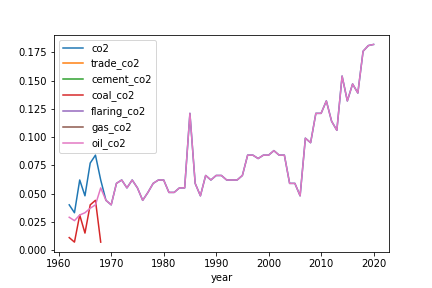 co2
trade_co2
cement_co2
coal_co2
flaring_co2
gas_co2
oil_co2
0.175
0.150
0.125
0.100
0.075
0.050
0.025
0.000
1960 1970 1980 1990 2000 2010 2020
year